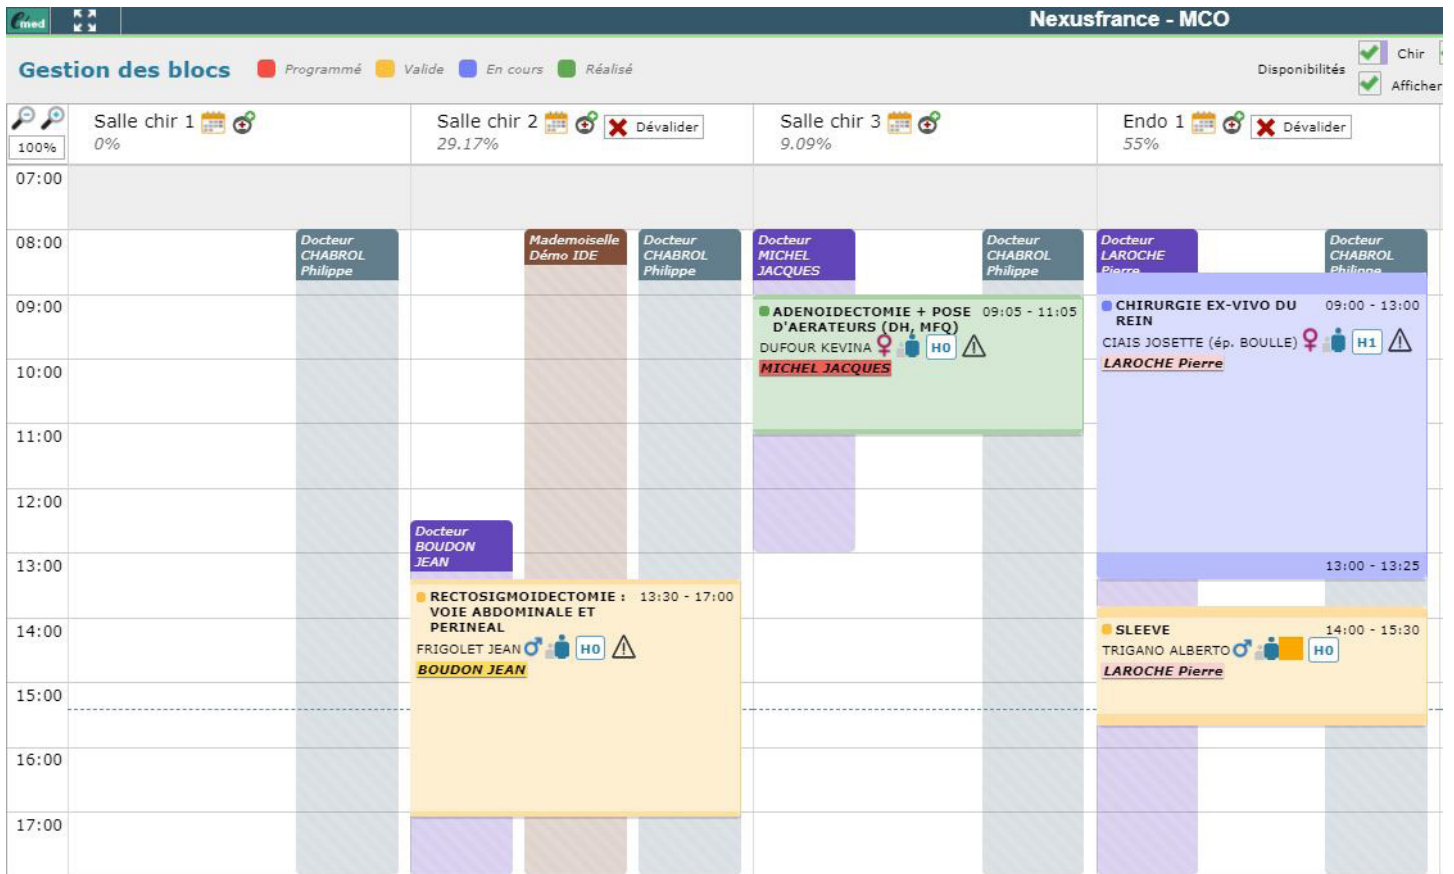 Emed
Nexusfrance - MCO
Gestion des blocs
Programmé
Valide
En cours
Réalisé
Disponibilités
Chir
Afficher
100%
Salle chir 1
0%
Salle chir 2
Dévalider
29.17%
Salle chir 3
9.09%
Endo 1
Dévalider
55%
07:00
08:00
09:00
10:00
11:00
12:00
13:00
14:00
15:00
16:00
17:00
Docteur
CHABROL
Philippe
Mademoiselle
Démo IDE
Docteur
CHABROL
Philippe
Docteur
BOUDON
JEAN
RECTOSIGMOIDECTOMIE : 13:30 - 17:00
VOIE ABDOMINALE ET
PERINEAL
FRIGOLET JEAN H0
BOUDON JEAN
Docteur
MICHEL
JACQUES
Docteur
CHABROL
Philippe
ADENOIDECTOMIE + POSE 09:05 - 11:05
D'AERATEURS (DH, MFQ)
DUFOUR KEVINA H0
MICHEL JACQUES
Docteur
LAROCHE
Pierre
Docteur
CHABROL
Philippe
CHIRURGIE EX-VIVO DU 09:00 - 13:00
REIN
CIAIS JOSETTE (ép. BOULLE) H1
LAROCHE Pierre
13:00 - 13:25
SLEEVE 14:00 - 15:30
TRIGANO ALBERTO H0
LAROCHE Pierre